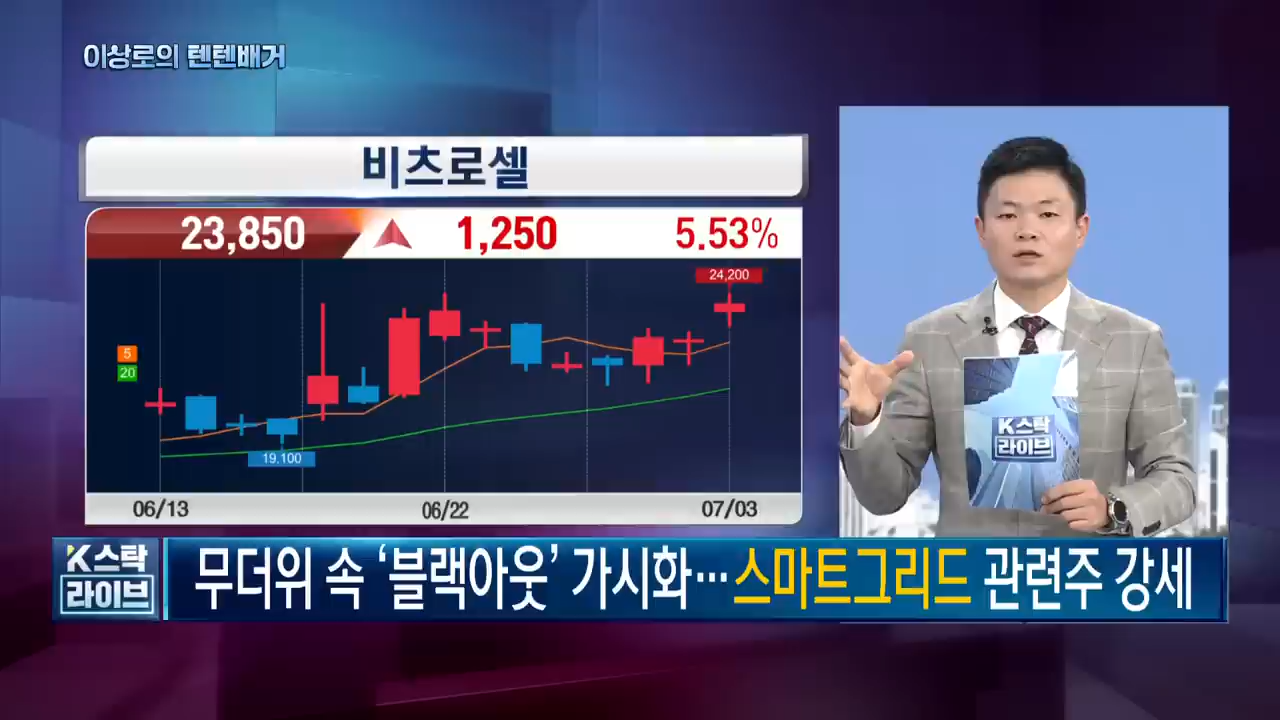 이상로의 텐텐배거
비츠로셀
23,850 ▲ 1,250 5.53%
24,200
5
20
19,100
06/13 06/22 07/03
K스탁
라이브
K스탁
라이브
무더위 속 ‘블랙아웃’ 가시화…스마트그리드 관련주 강세